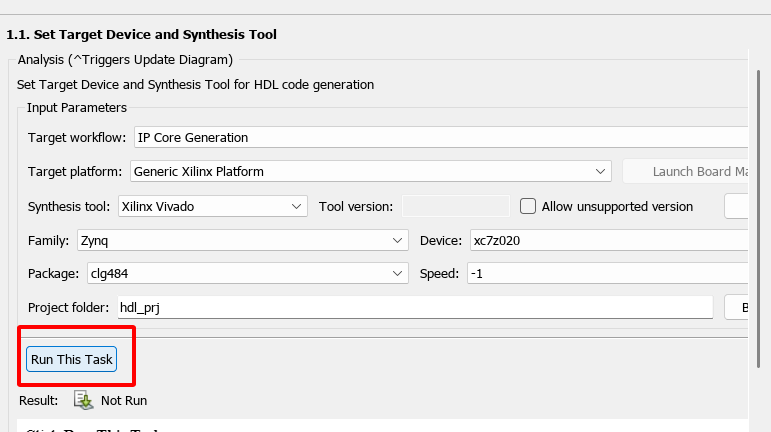 1.1. Set Target Device and Synthesis Tool
Analysis (^Triggers Update Diagram)
Set Target Device and Synthesis Tool for HDL code generation
Input Parameters
Target workflow: IP Core Generation
Target platform: Generic Xilinx Platform Launch Board Ma
Synthesis tool: Xilinx Vivado Tool version: Allow unsupported version
Family: Zynq Device: xc7z020
Package: clg484 Speed: -1
Project folder: hdl_prj B
Run This Task
Result: Not Run